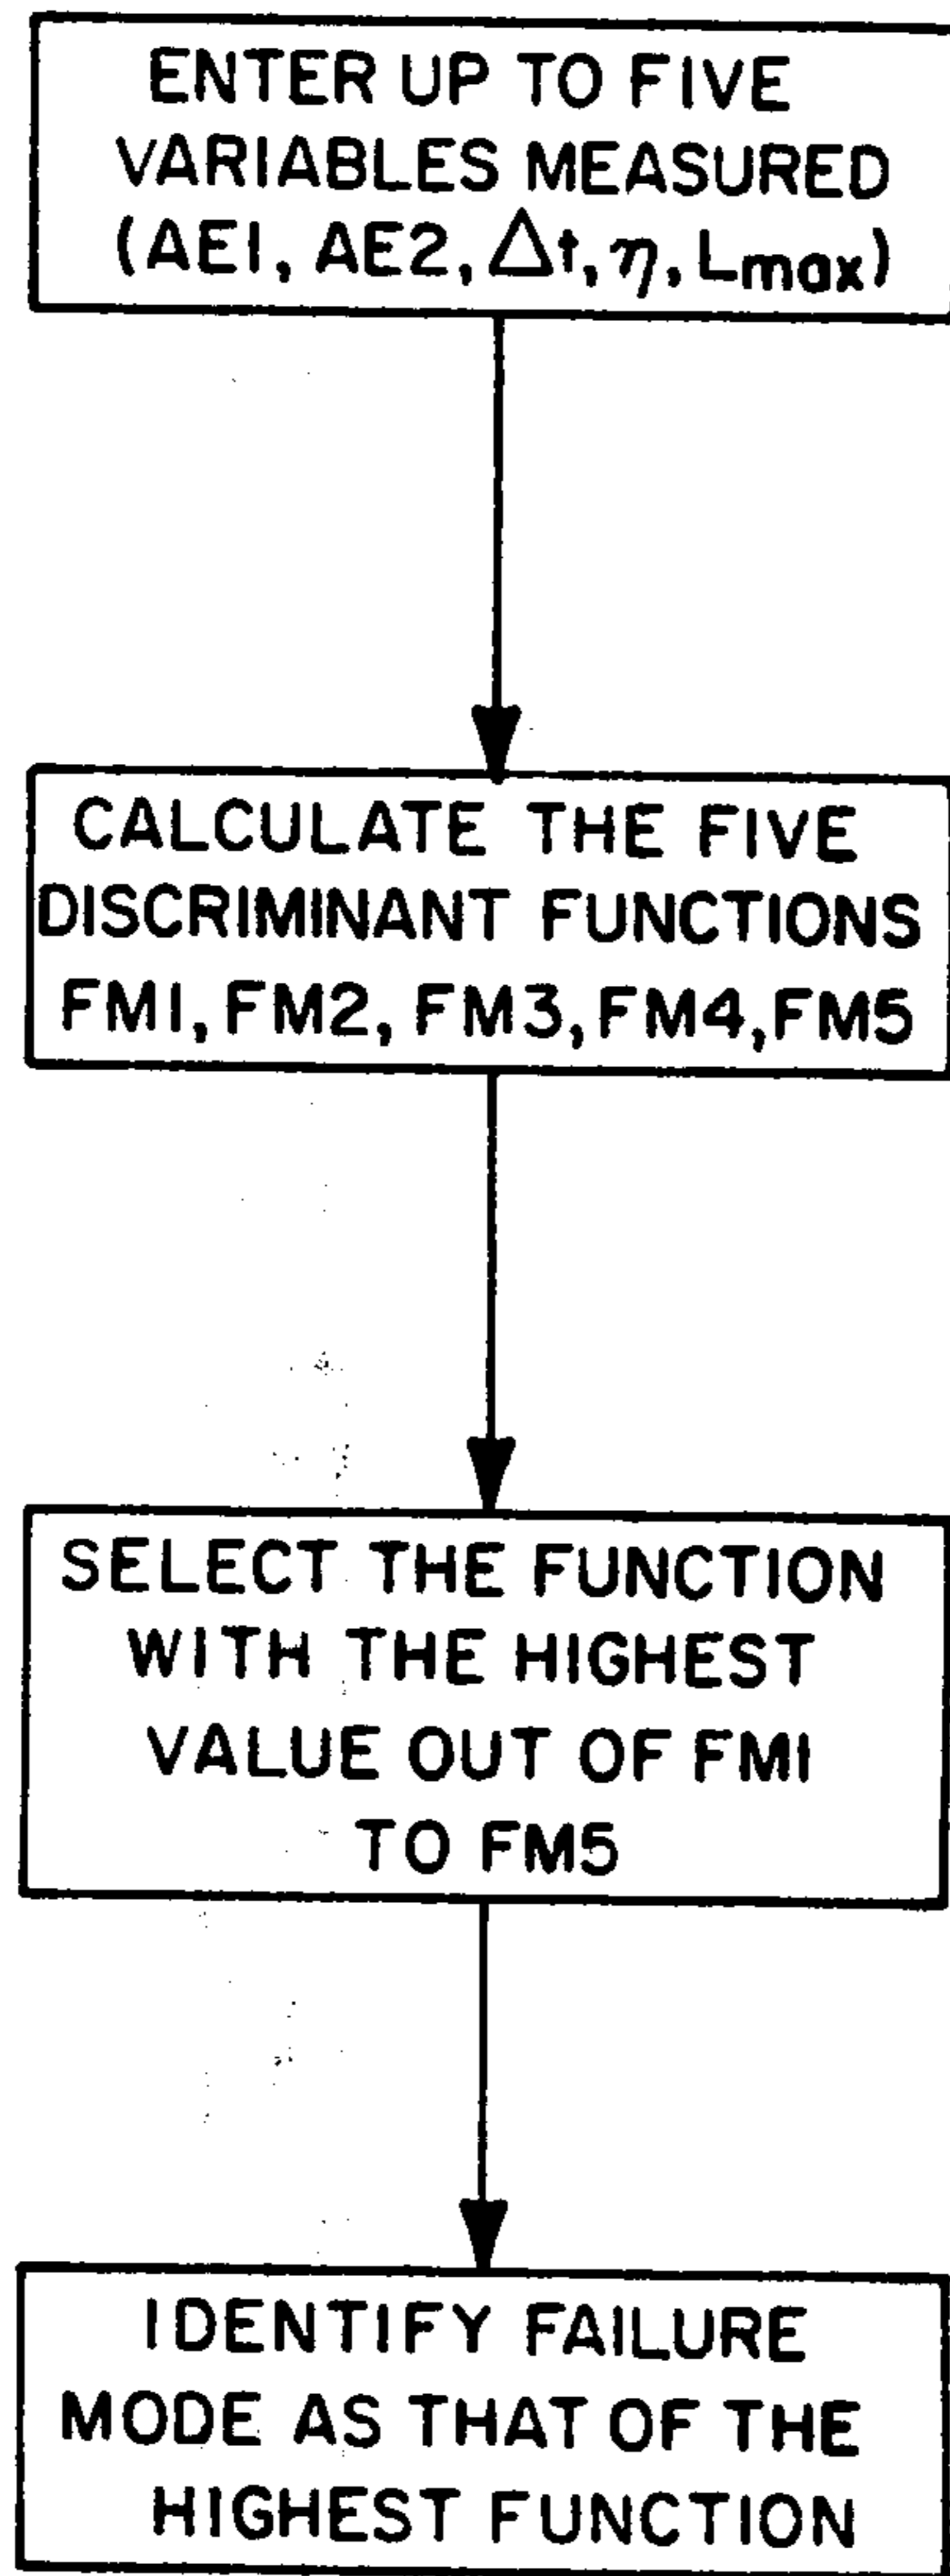 ENTER UP TO FIVE
VARIABLES MEASURED
(AE1, AE2, Δt, η, Lmax)
CALCULATE THE FIVE
DISCRIMINANT FUNCTIONS
FM1, FM2, FM3, FM4, FM5
SELECT THE FUNCTION
WITH THE HIGHEST
VALUE OUT OF FM1
TO FM5
IDENTIFY FAILURE
MODE AS THAT OF THE
HIGHEST FUNCTION